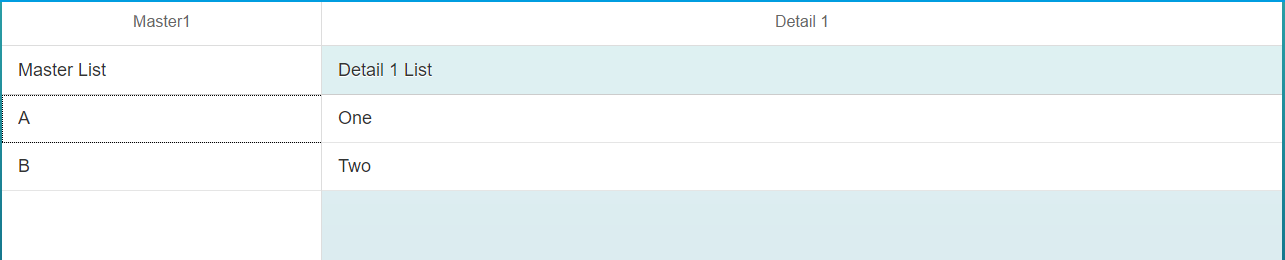 Master1
Detail 1
Master List
Detail 1 List
A
One
B
Two